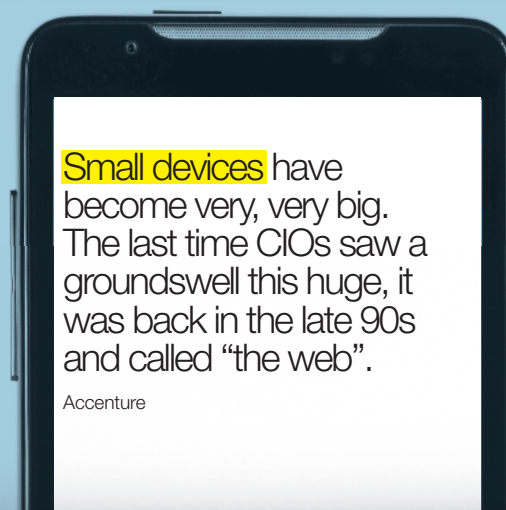 Small devices have
become very, very big.
The last time CIOs saw a
groundswell this huge, it
was back in the late 90s
and called “the web”.
Accenture